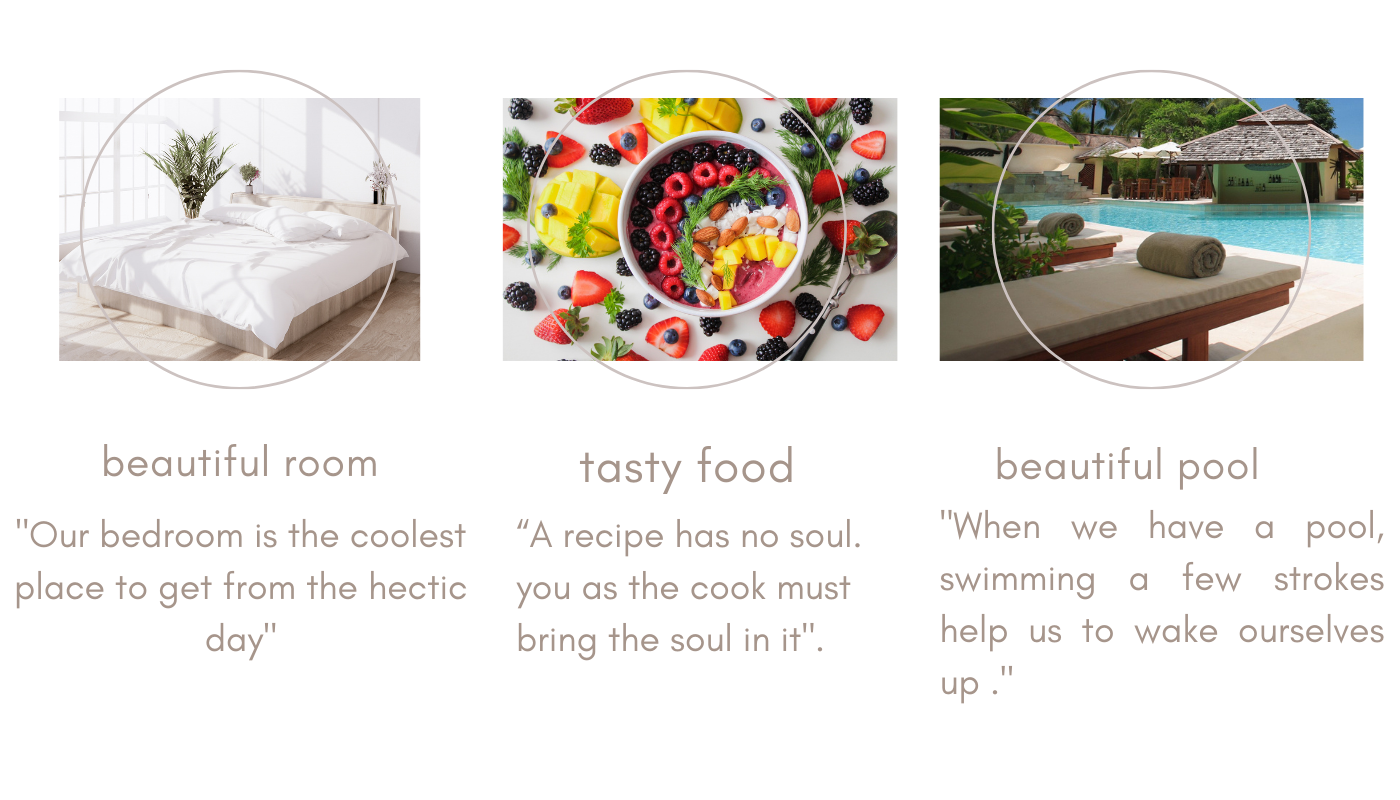 beautiful room
"Our bedroom is the coolest
place to get from the hectic
day"
tasty food
“A recipe has no soul.
you as the cook must
bring the soul in it".
beautiful pool
"When we have a pool,
swimming a few strokes
help us to wake ourselves
up ."